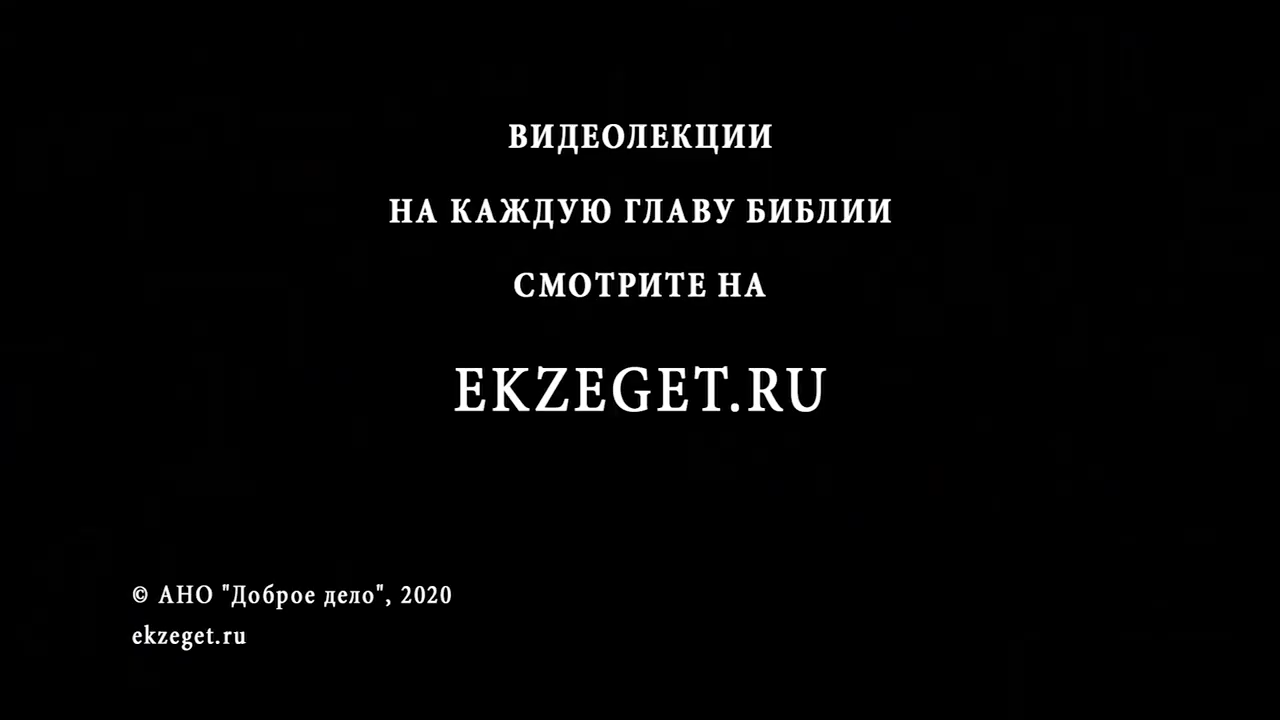 ВИДЕОЛЕКЦИИ
НА КАЖДУЮ ГЛАВУ БИБЛИИ
СМОТРИТЕ НА
EKZEGET.RU
© АНО "Доброе дело", 2020
ekzeget.ru